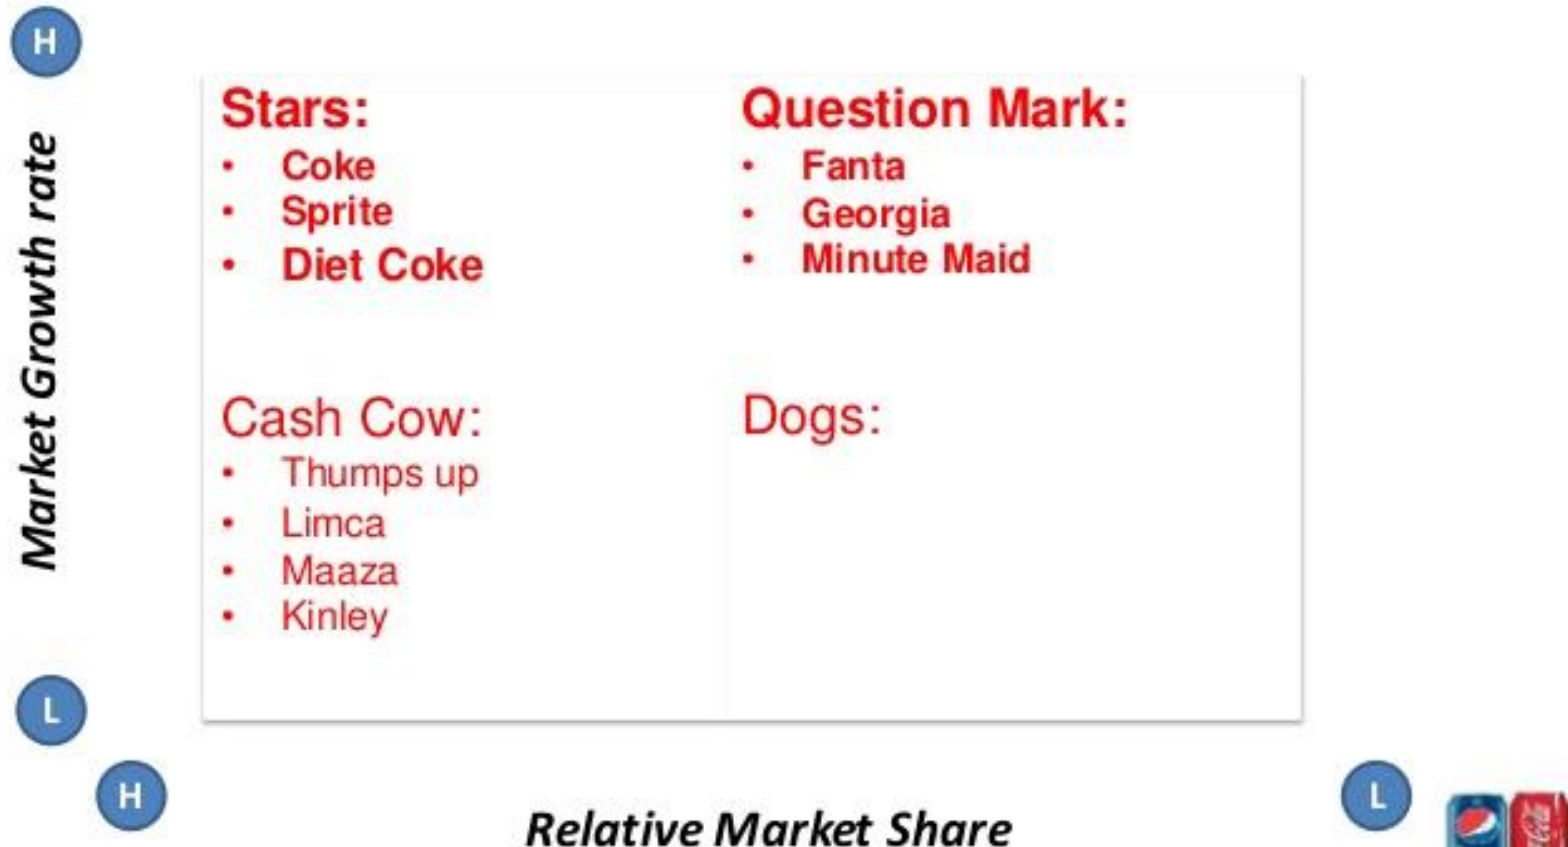 H
Market Growth rate
Stars:
• Coke
• Sprite
• Diet Coke
Question Mark:
• Fanta
• Georgia
• Minute Maid
Cash Cow:
• Thumps up
• Limca
• Maaza
• Kinley
Dogs:
L
H
Relative Market Share
L